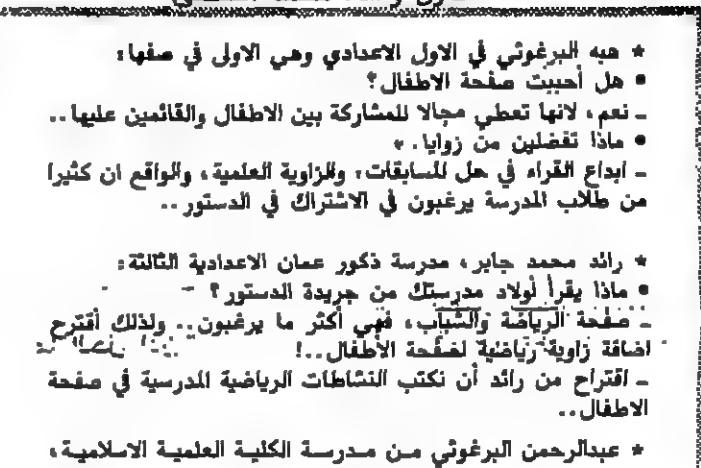 * هبه البرغوثي في الاول الاعدادي وهي الاولى في صفها:
• هل أحببت صفحة الاطفال؟
ـ نعم، لانها تعطي مجالا للمشاركة بين الاطفال والقائمين عليها..
• ماذا تفضلين من زوايا.
ـ ابداع القراء في حل المسابقات، والزاوية العلمية، والواقع ان كثيرا
من طلاب المدرسة يرغبون في الاشتراك في الدستور..
* رائد محمد جابر، مدرسة ذكور عمان الاعدادية الثالثة:
• ماذا يقرأ أولاد مدرستك من جريدة الدستور؟
ـ صفحة الرياضة والشباب، فهي أكثر ما يرغبون.. ولذلك أقترح
اضافة زاوية رياضية لصفحة الأطفال..!
ـ اقتراح من رائد أن نكتب النشاطات الرياضية المدرسية في صفحة
الاطفال..
* عبدالرحمن البرغوثي من مدرسة الكلية العلمية الاسلامية،